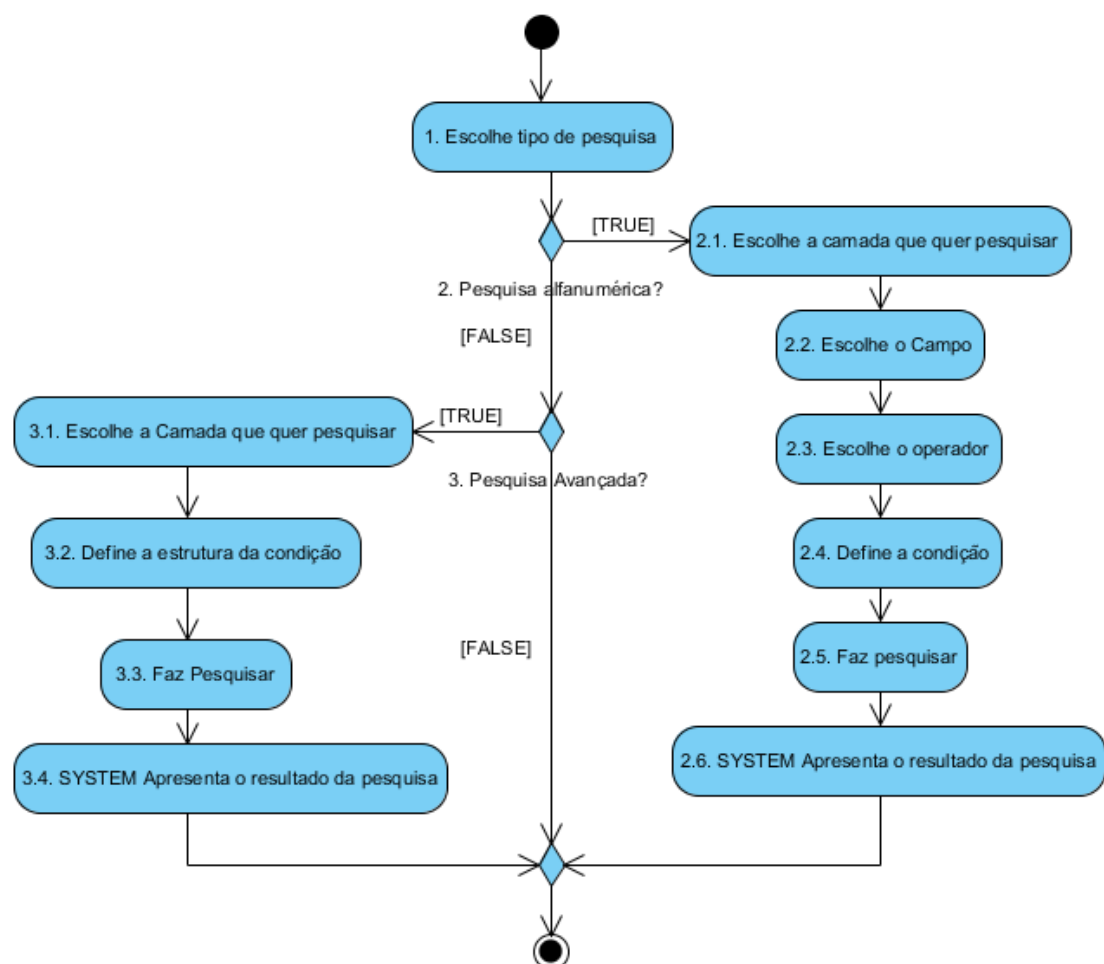 1. Escolhe tipo de pesquisa
[TRUE]
2.1. Escolhe a camada que quer pesquisar
2. Pesquisa alfanumérica?
[FALSE]
2.2. Escolhe o Campo
[TRUE]
3.1. Escolhe a Camada que quer pesquisar
2.3. Escolhe o operador
3. Pesquisa Avançada?
3.2. Define a estrutura da condição
2.4. Define a condição
[FALSE]
3.3. Faz Pesquisar
2.5. Faz pesquisar
3.4. SYSTEM Apresenta o resultado da pesquisa
2.6. SYSTEM Apresenta o resultado da pesquisa